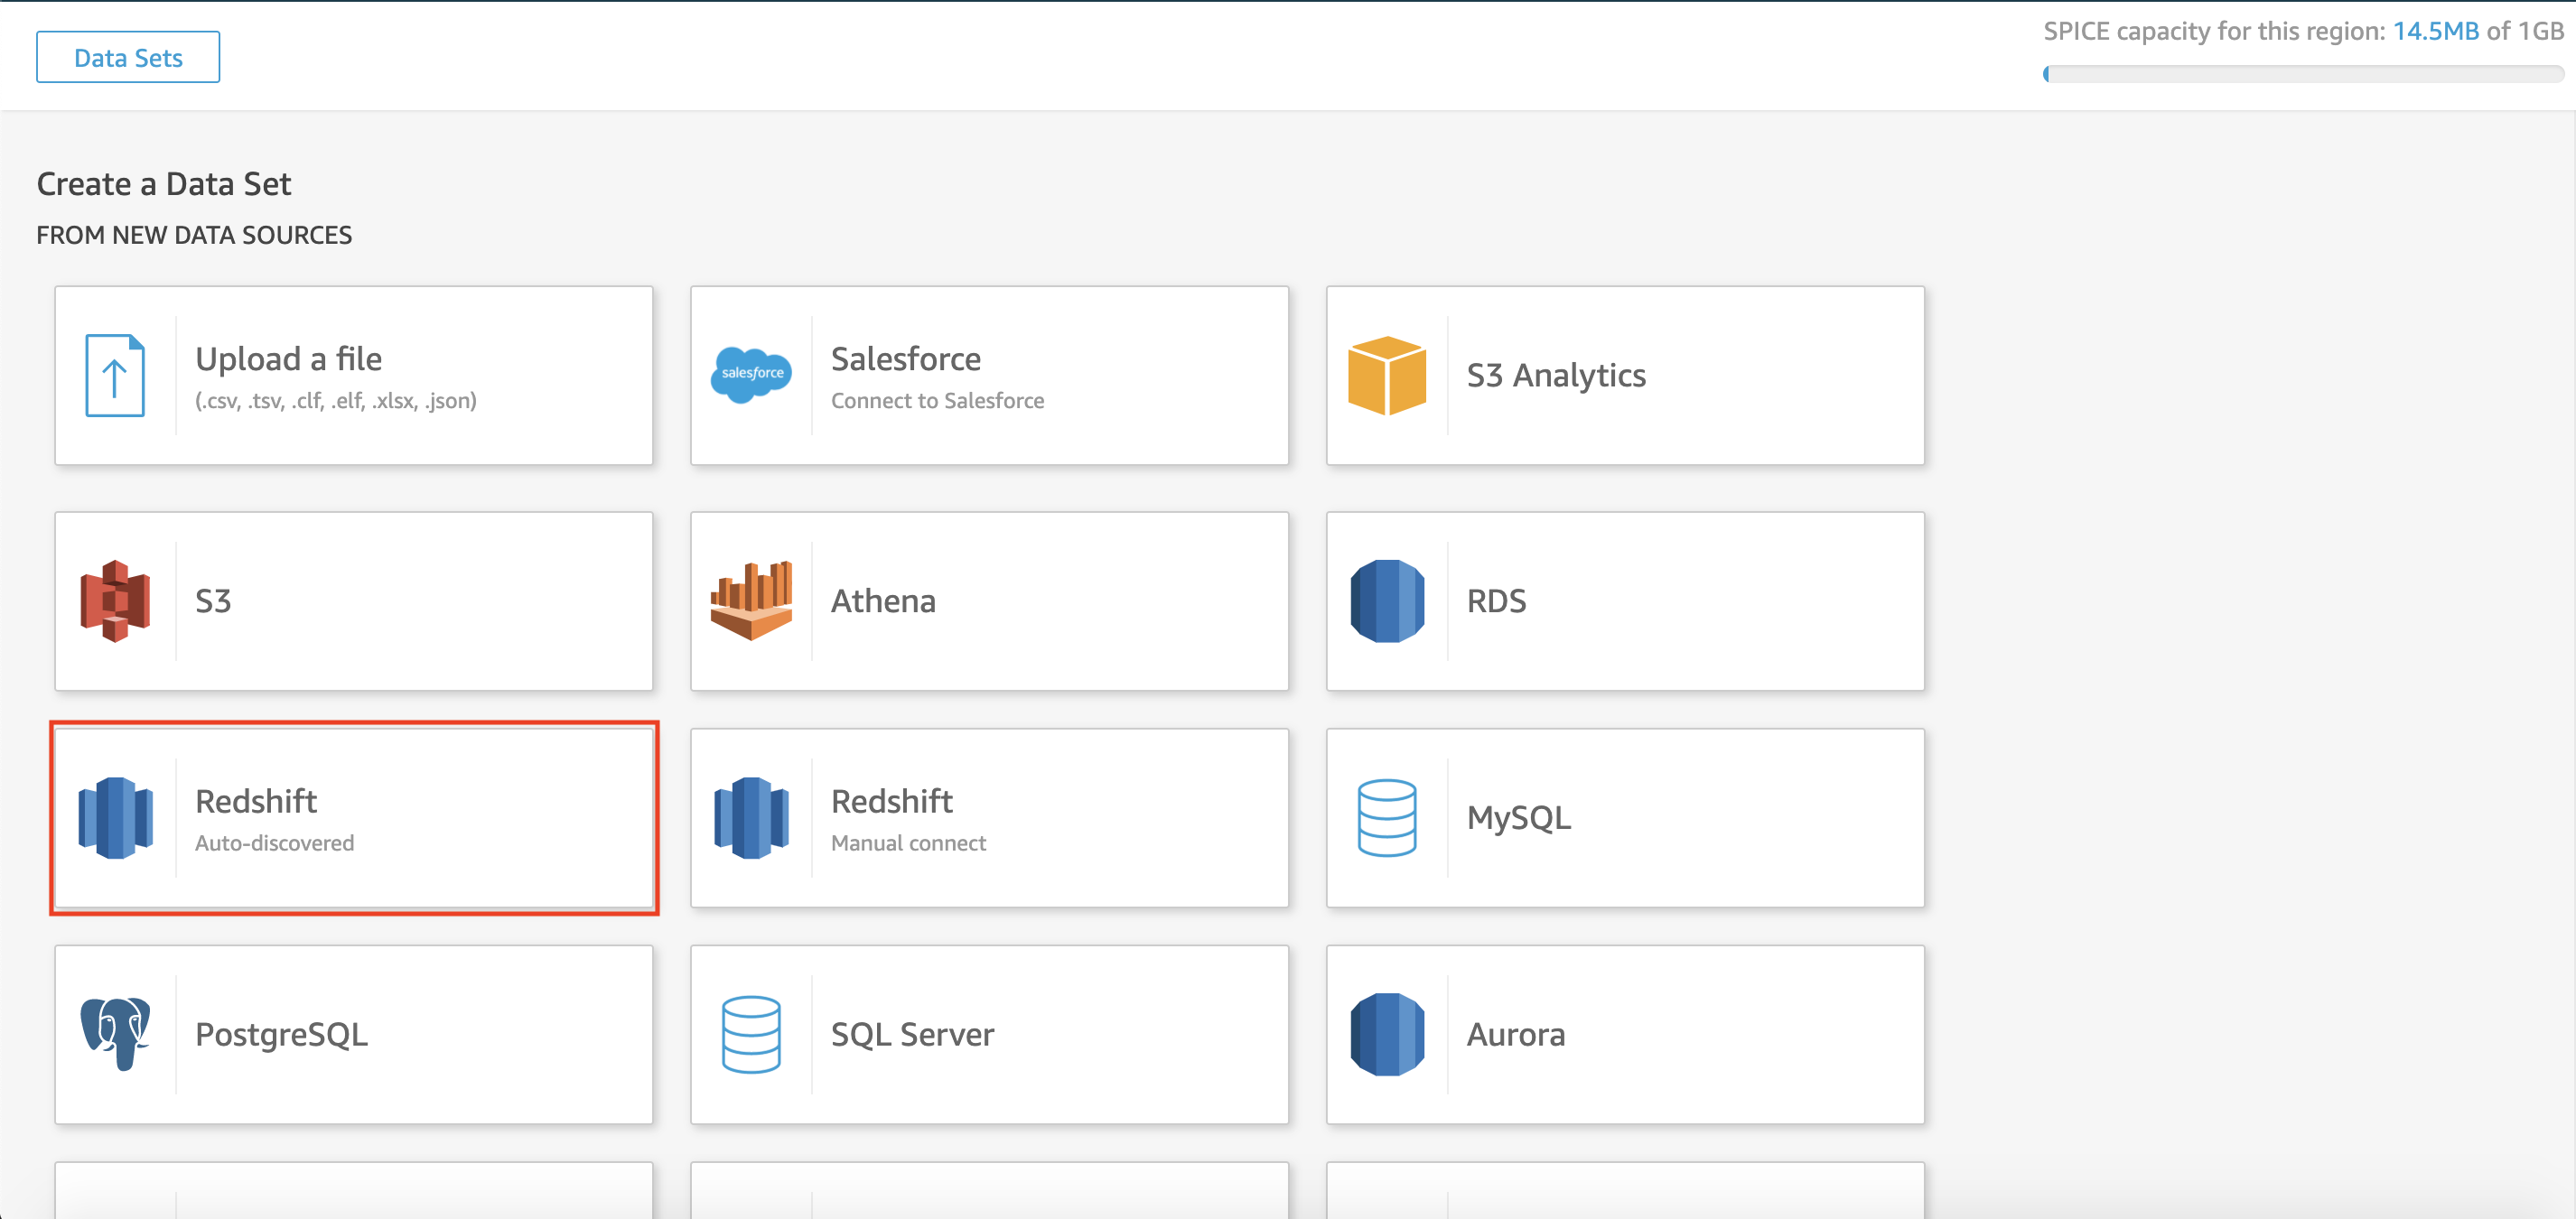 Data Sets
SPICE capacity for this region: 14.5MB of 1GB
Create a Data Set
FROM NEW DATA SOURCES
Upload a file
(.csv, .tsv, .clf, .elf, .xlsx, .json)
salesforce
Salesforce
Connect to Salesforce
S3 Analytics
S3
Athena
RDS
Redshift
Auto-discovered
Redshift
Manual connect
MySQL
PostgreSQL
SQL Server
Aurora